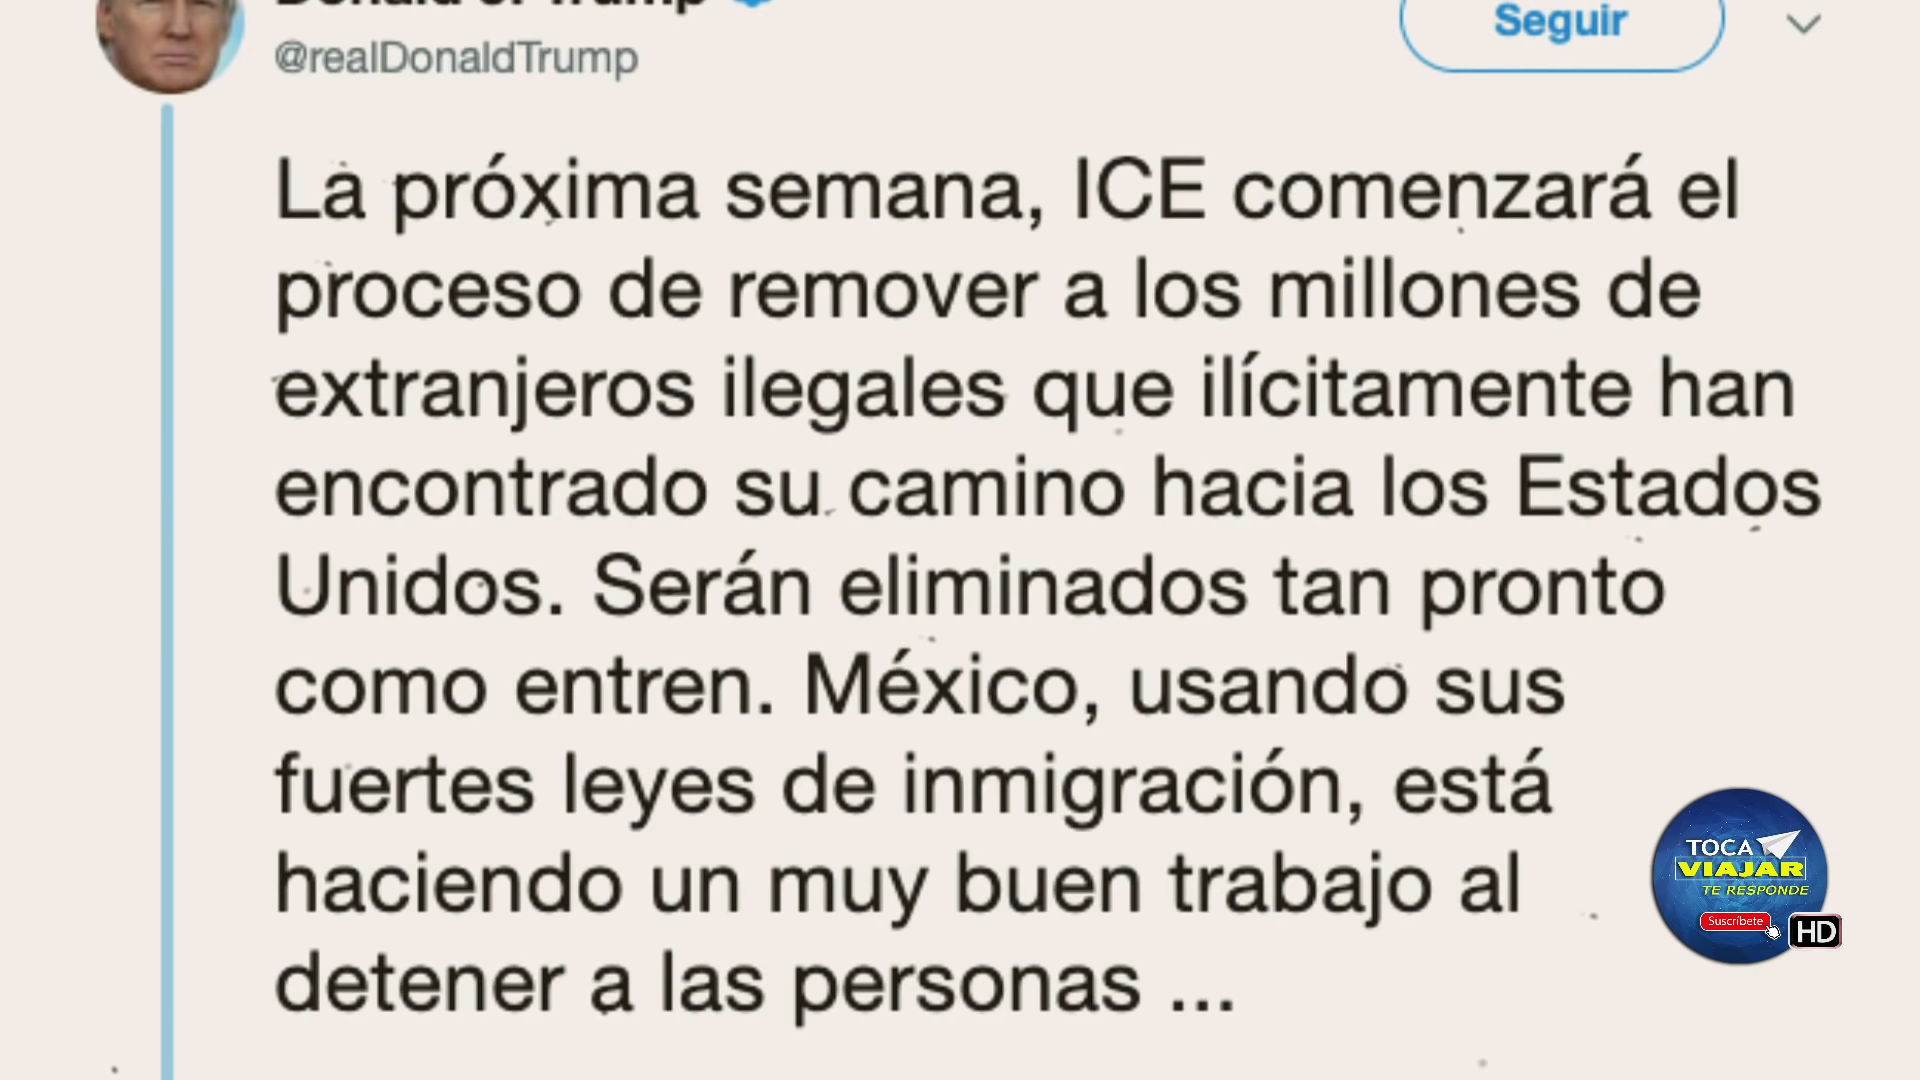 Donald J. Trump
@realDonaldTrump
Seguir
La próxima semana, ICE comenzará el
proceso de remover a los millones de
extranjeros ilegales que ilícitamente han
encontrado su camino hacia los Estados
Unidos. Serán eliminados tan pronto
como entren. México, usando sus
fuertes leyes de inmigración, está
haciendo un muy buen trabajo al
detener a las personas ...
TOCA
VIAJAR
TE RESPONDE
Suscríbete
HD